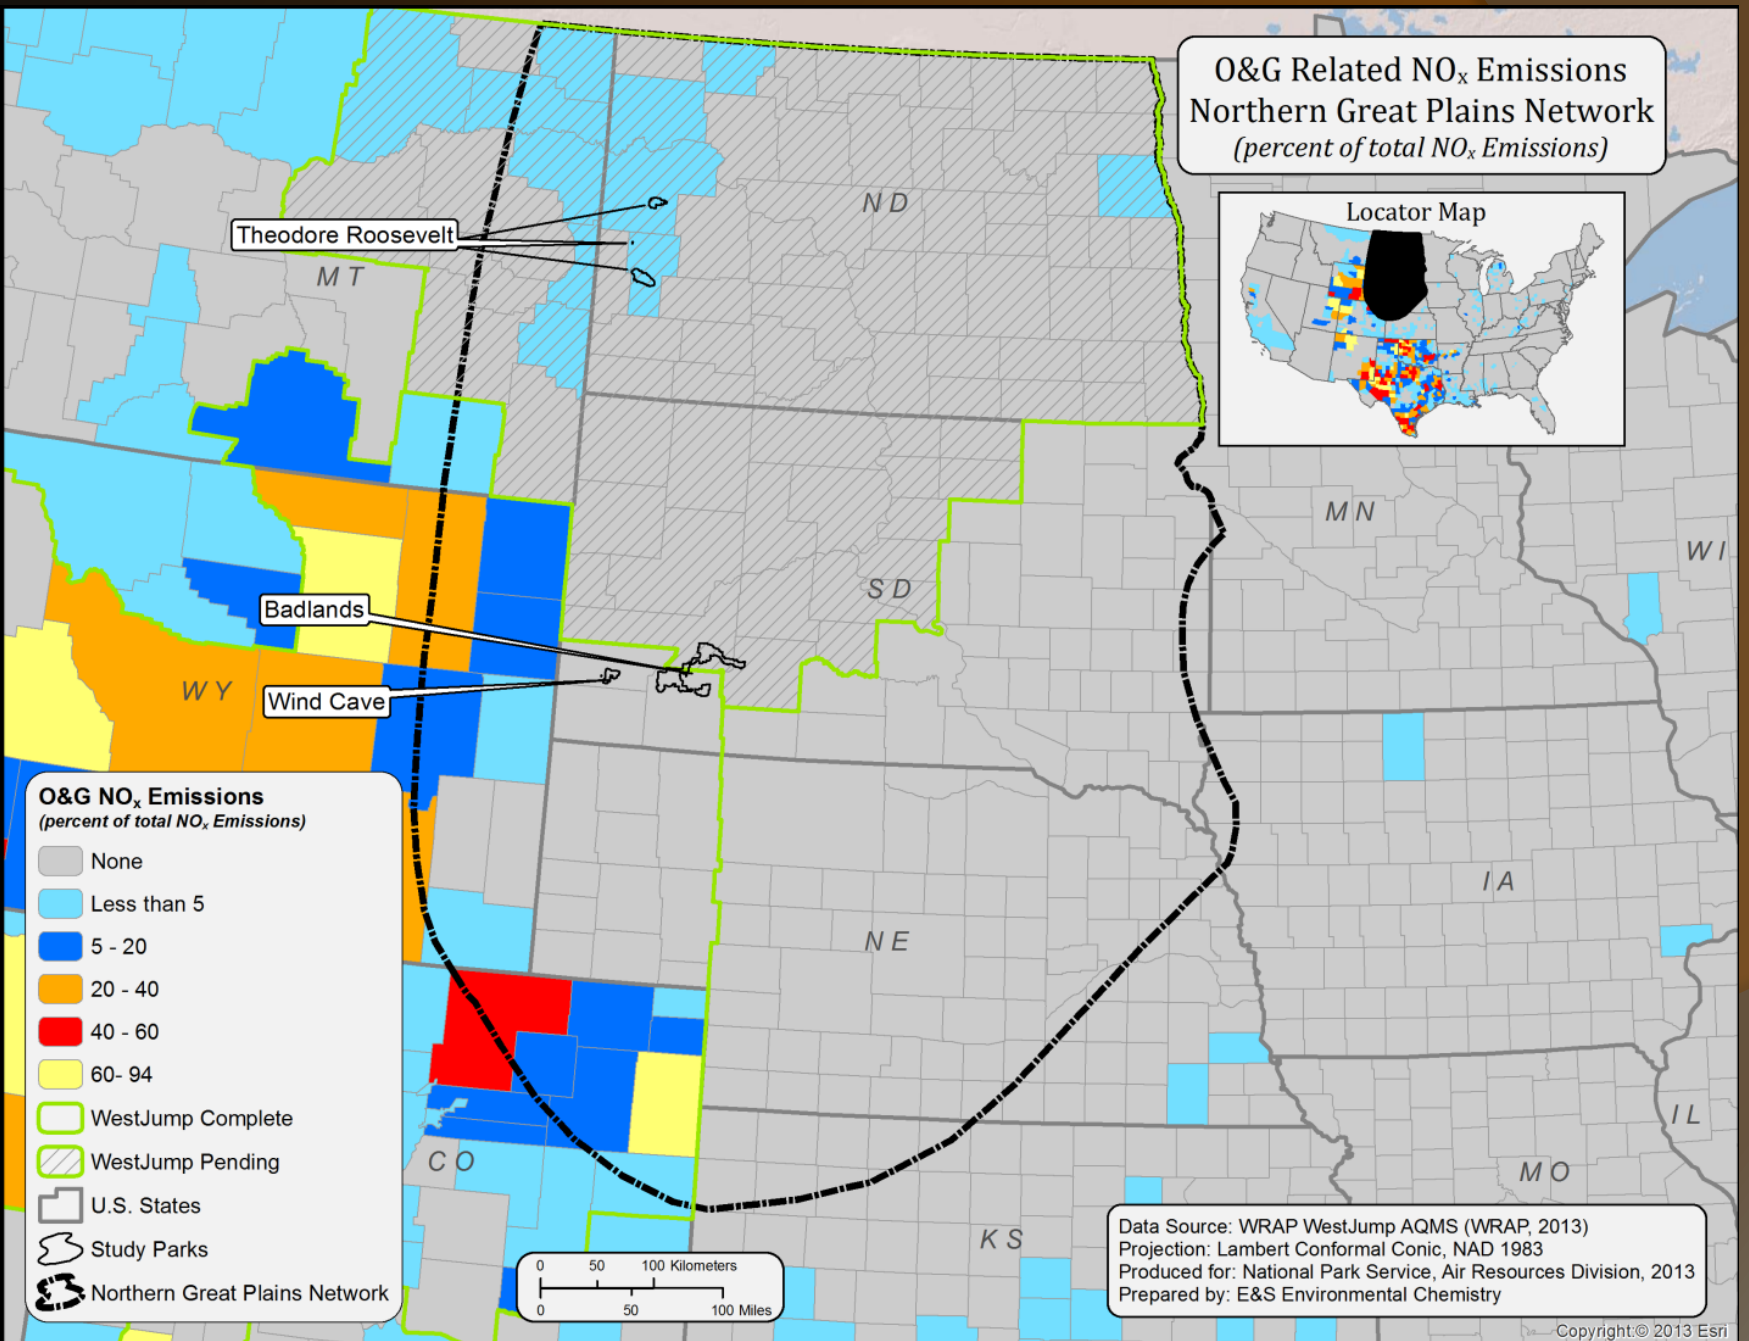 O&G Related NOx Emissions
Northern Great Plains Network
(percent of total NOx Emissions)
Locator Map
Theodore Roosevelt
MT
ND
MN
WI
SD
Badlands
WY
Wind Cave
IA
NE
IL
CO
MO
KS
O&G NOx Emissions
(percent of total NOx Emissions)
None
Less than 5
5 - 20
20 - 40
40 - 60
60- 94
WestJump Complete
WestJump Pending
U.S. States
Study Parks
Northern Great Plains Network
0 50 100 Kilometers
0 50 100 Miles
Data Source: WRAP WestJump AQMS (WRAP, 2013)
Projection: Lambert Conformal Conic, NAD 1983
Produced for: National Park Service, Air Resources Division, 2013
Prepared by: E&S Environmental Chemistry
Copyright:© 2013 Esri